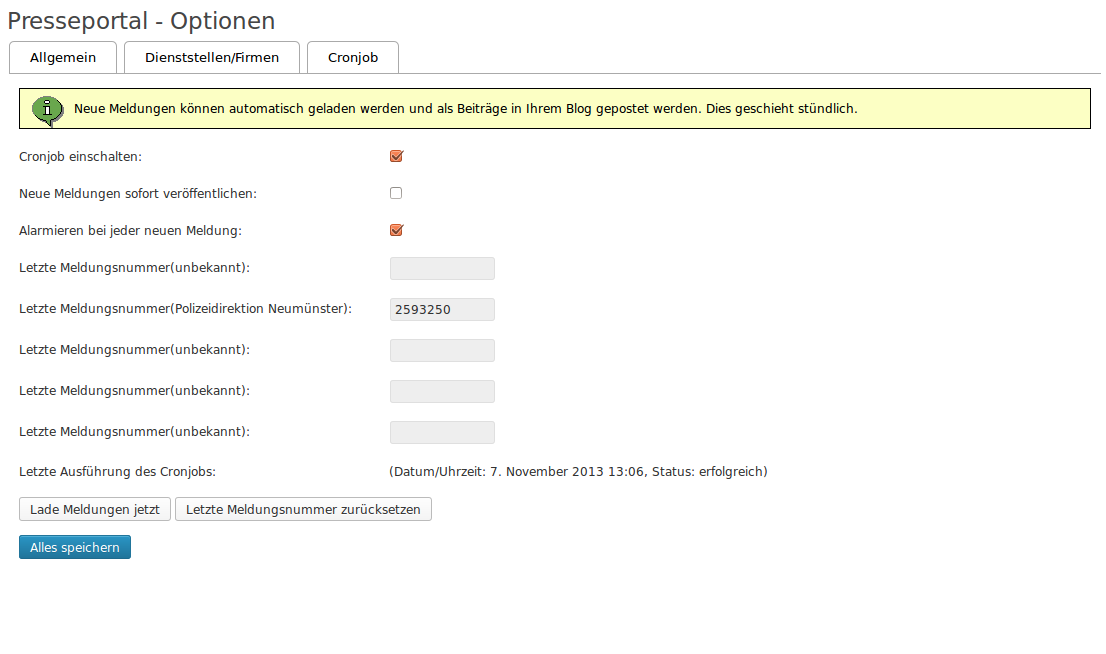 Presseportal - Optionen
Allgemein Dienststellen/Firmen Cronjob
Neue Meldungen können automatisch geladen werden und als Beiträge in Ihrem Blog gepostet werden. Dies geschieht stündlich.
Cronjob einschalten:
Neue Meldungen sofort veröffentlichen:
Alarmieren bei jeder neuen Meldung:
Letzte Meldungsnummer(unbekannt):
Letzte Meldungsnummer(Polizeidirektion Neumünster): 2593250
Letzte Meldungsnummer(unbekannt):
Letzte Meldungsnummer(unbekannt):
Letzte Meldungsnummer(unbekannt):
Letzte Ausführung des Cronjobs: (Datum/Uhrzeit: 7. November 2013 13:06, Status: erfolgreich)
Lade Meldungen jetzt Letzte Meldungsnummer zurücksetzen
Alles speichern